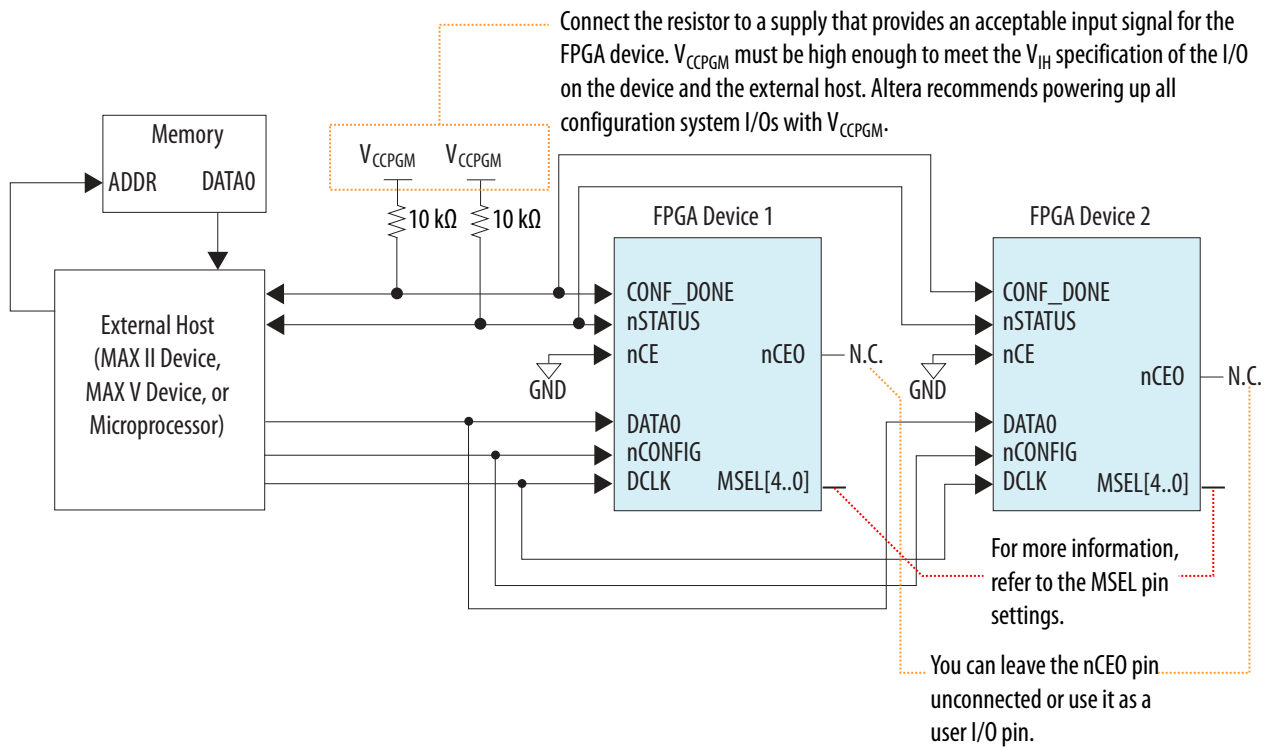 Connect the resistor to a supply that provides an acceptable input signal for the
FPGA device. VCCPGM must be high enough to meet the VIH specification of the I/O
on the device and the external host. Altera recommends powering up all
configuration system I/Os with VCCPGM.
Memory
ADDR DATA0
VCCPGM VCCPGM
10 kΩ 10 kΩ
External Host
(MAX II Device,
MAX V Device, or
Microprocessor)
FPGA Device 1
CONF_DONE
nSTATUS
nCE nCEO N.C.
GND
DATA0
nCONFIG
DCLK MSEL[4..0]
FPGA Device 2
CONF_DONE
nSTATUS
nCE
nCEO N.C.
GND
DATA0
nCONFIG
DCLK MSEL[4..0]
For more information,
refer to the MSEL pin
settings.
You can leave the nCEO pin
unconnected or use it as a
user I/O pin.